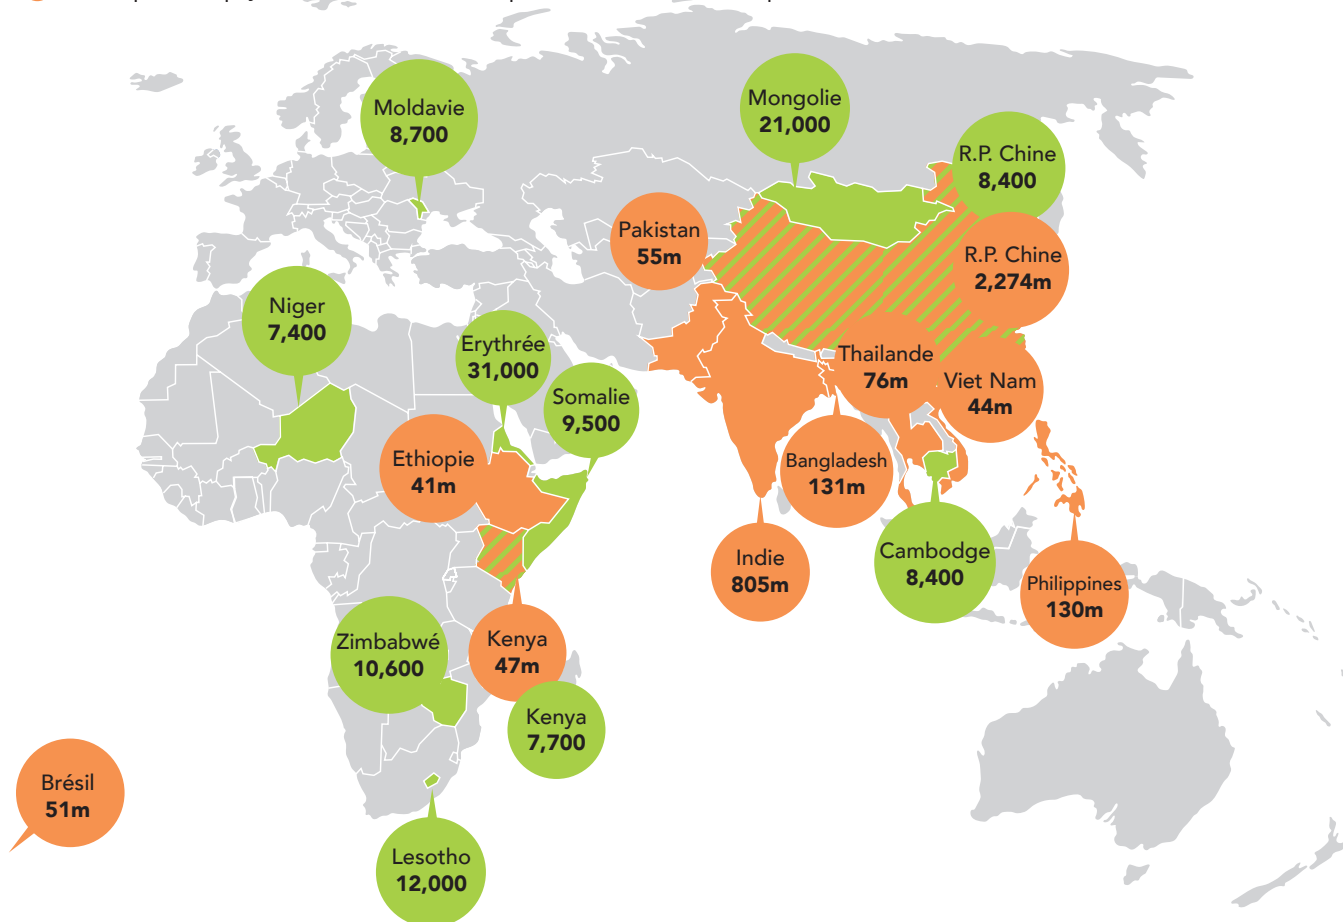 Moldavie
8,700
Mongolie
21,000
R.P. Chine
8,400
Pakistan
55m
R.P. Chine
2,274m
Niger
7,400
Erythrée
31,000
Somalie
9,500
Thailande
76m
Viet Nam
44m
Ethiopie
41m
Bangladesh
131m
Indie
805m
Cambodge
8,400
Philippines
130m
Zimbabwé
10,600
Kenya
47m
Kenya
7,700
Brésil
51m
Lesotho
12,000